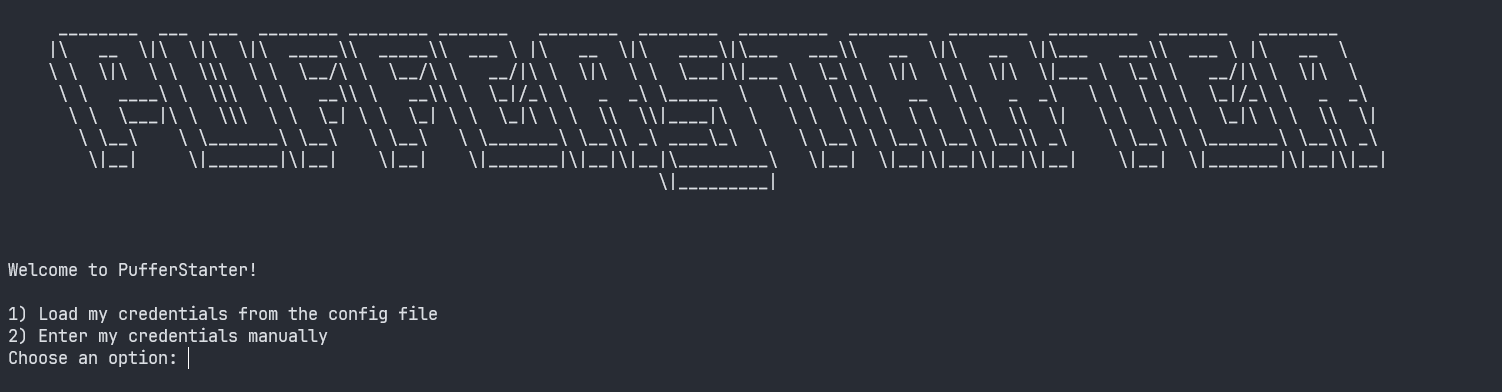 PUFFERSTARTER
Welcome to PufferStarter!
1) Load my credentials from the config file
2) Enter my credentials manually
Choose an option: